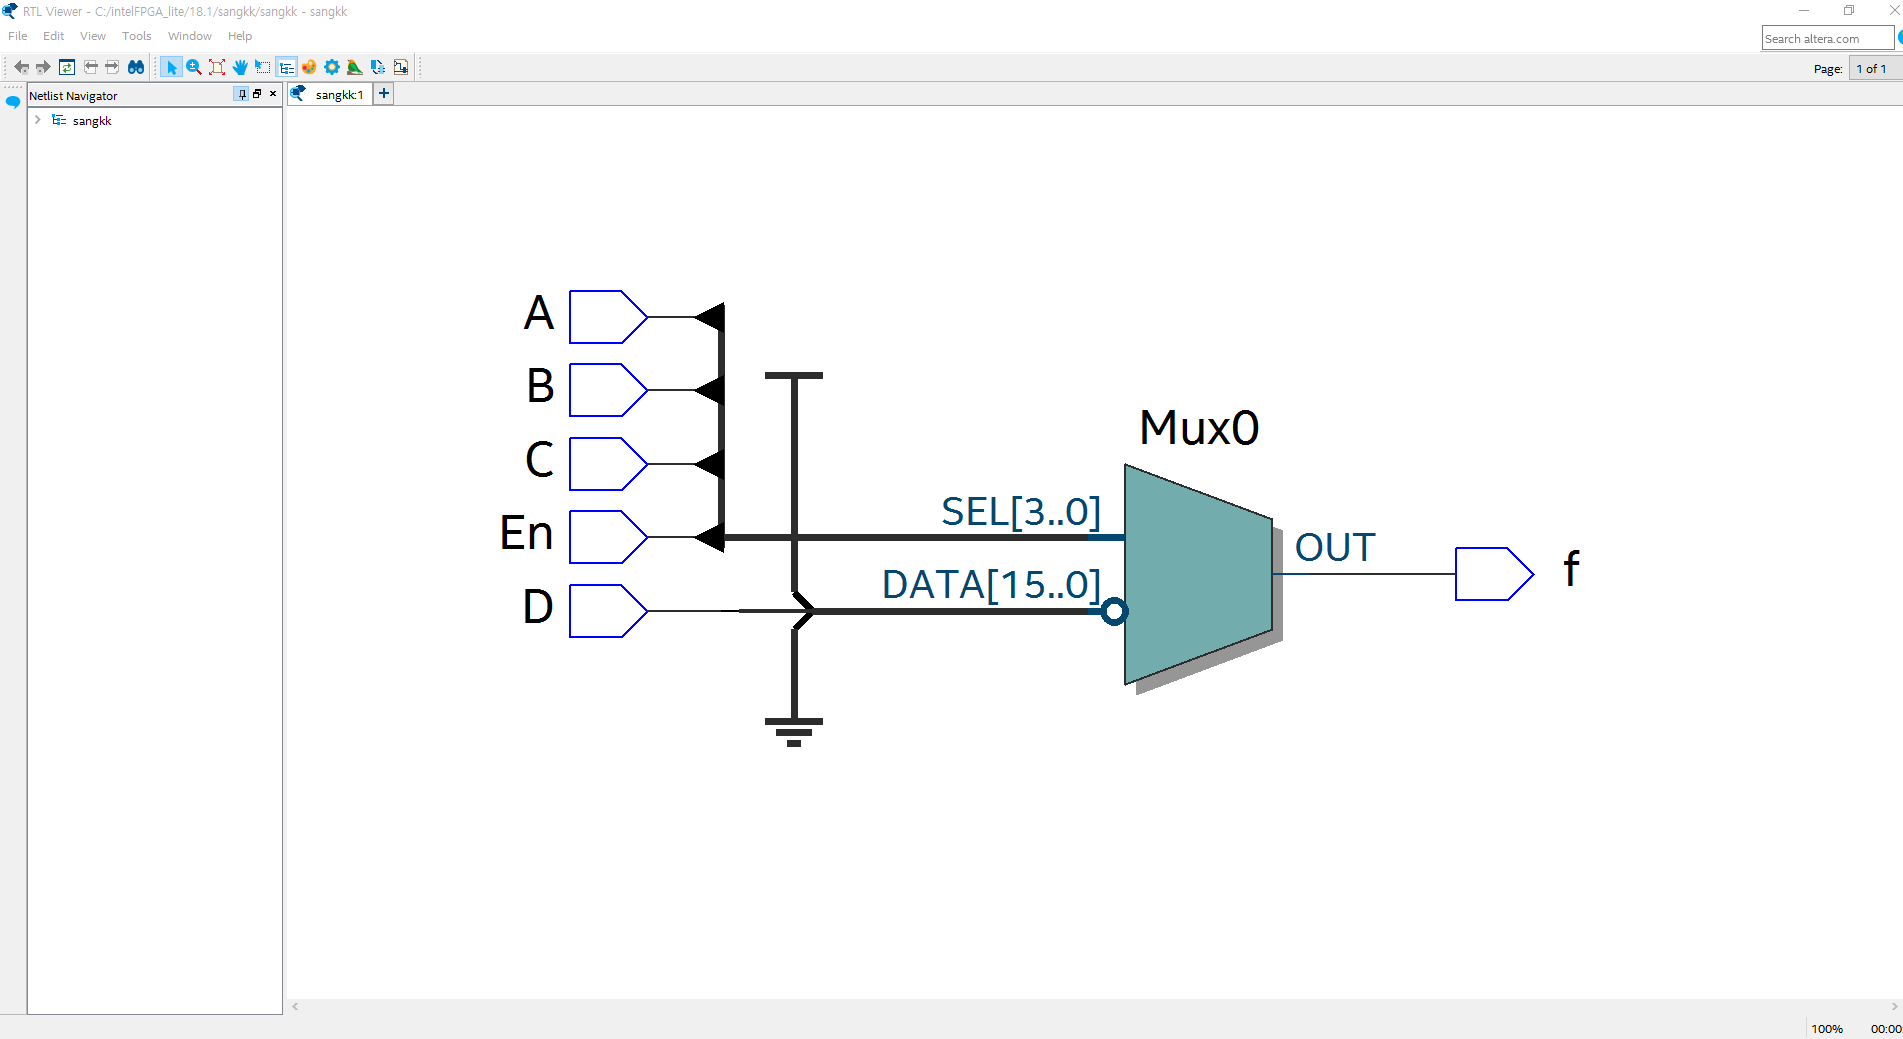 RTL Viewer - C:/intelFPGA_lite/18.1/sangkk/sangkk - sangkk
File Edit View Tools Window Help
Search altera.com
Page: 1 of 1
Netlist Navigator
sangkk:1
sangkk
A
B
C
En
D
Mux0
SEL[3..0]
DATA[15..0]
OUT
f
100% 00:00